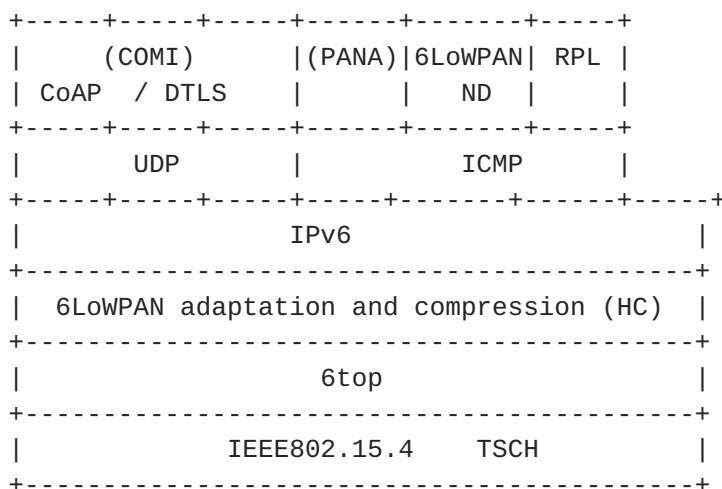 +-----+-----+-----+------+-------+-----+
|     (COMI)      |(PANA)|6LoWPAN| RPL |
| CoAP  / DTLS    |      |   ND  |     |
+-----+-----+-----+------+-------+-----+
|       UDP       |         ICMP       |
+-----+-----+-----+-----+-------+------+-----+
|                IPv6                       |
+-------------------------------------------+
|  6LoWPAN adaptation and compression (HC)  |
+-------------------------------------------+
|                 6top                      |
+-------------------------------------------+
|             IEEE802.15.4    TSCH          |
+-------------------------------------------+